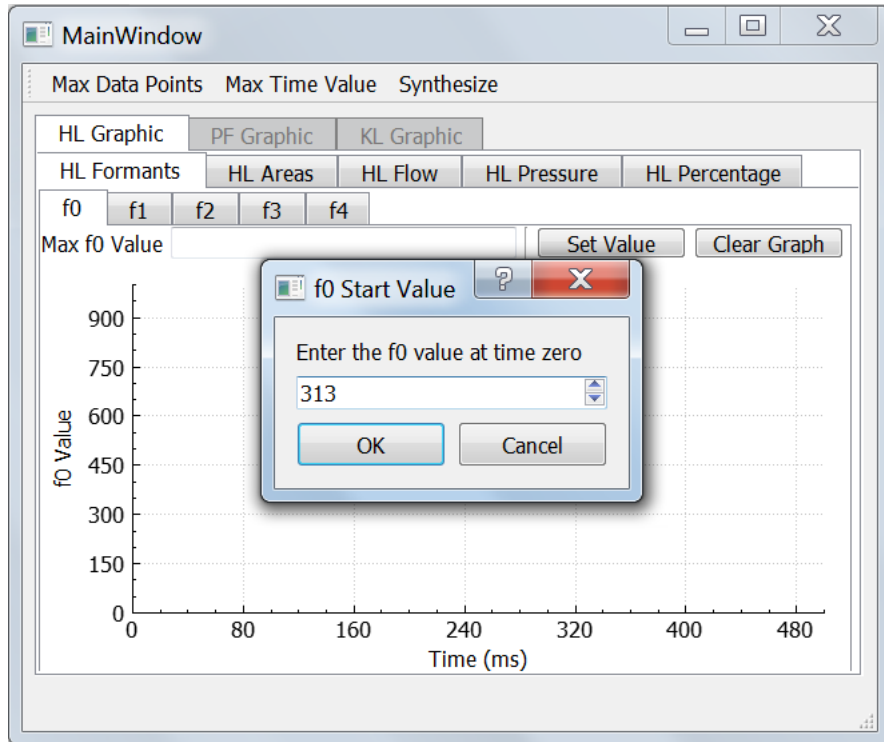 MainWindow
Max Data Points Max Time Value Synthesize
HL Graphic PF Graphic KL Graphic
HL Formants HL Areas HL Flow HL Pressure HL Percentage
f0 f1 f2 f3 f4
Max f0 Value Set Value Clear Graph
f0 Start Value
Enter the f0 value at time zero
313
OK Cancel
f0 Value
900
750
600
450
300
150
0
0 80 160 240 320 400 480
Time (ms)